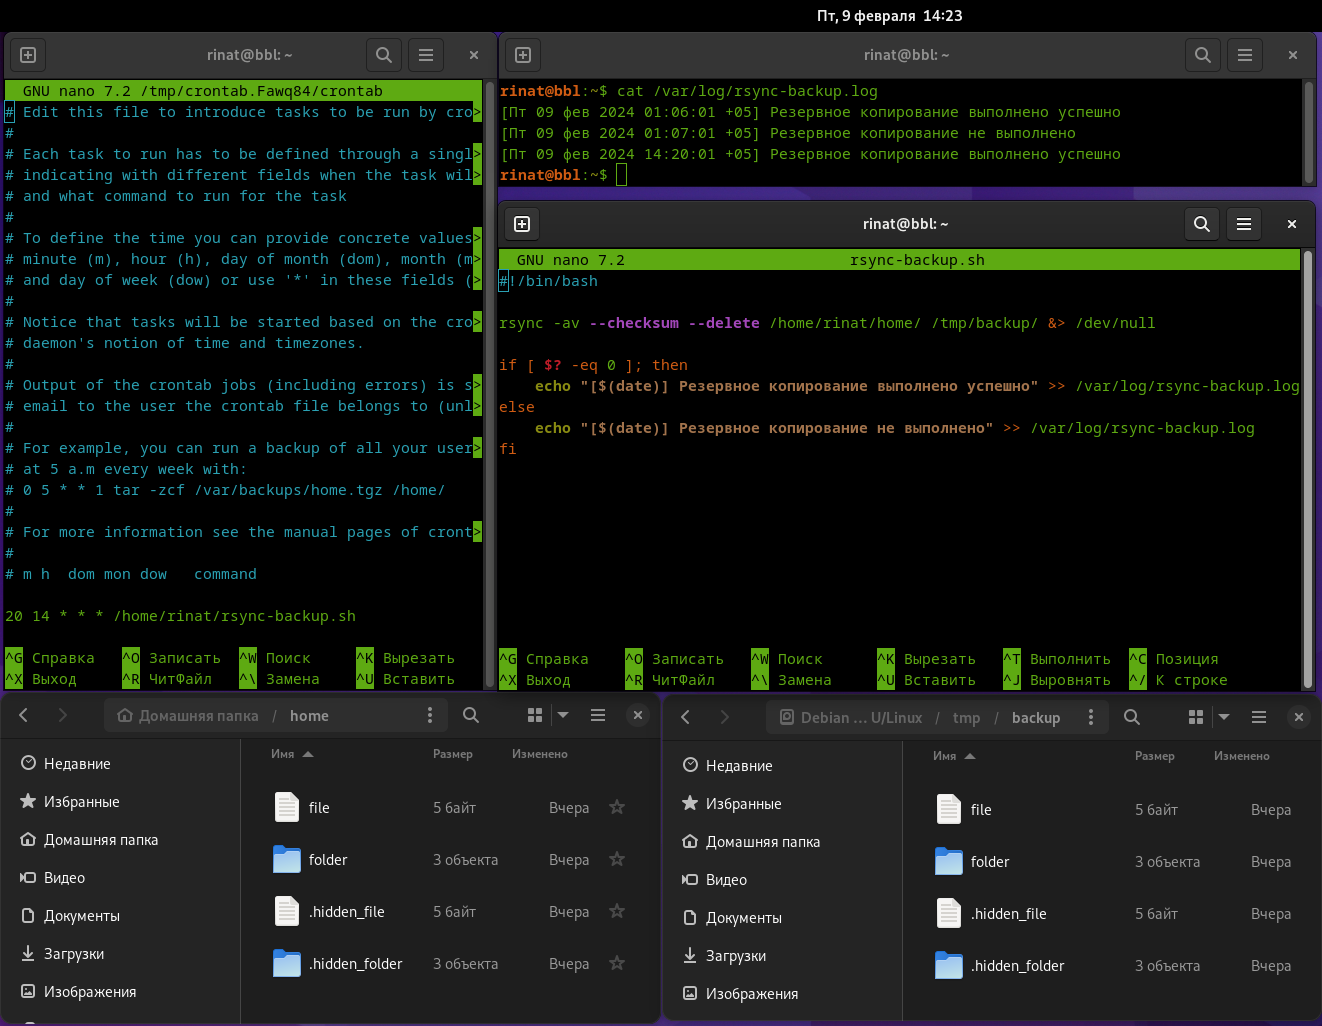 Пт, 9 февраля 14:23
rinat@bbl: ~
GNU nano 7.2 /tmp/crontab.Fawq84/crontab
# Edit this file to introduce tasks to be run by cro>
#
# Each task to run has to be defined through a singl>
# indicating with different fields when the task wil>
# and what command to run for the task
#
# To define the time you can provide concrete values>
# minute (m), hour (h), day of month (dom), month (m>
# and day of week (dow) or use '*' in these fields (>
#
# Notice that tasks will be started based on the cro>
# daemon's notion of time and timezones.
#
# Output of the crontab jobs (including errors) is s>
# email to the user the crontab file belongs to (unl>
#
# For example, you can run a backup of all your user>
# at 5 a.m every week with:
# 0 5 * * 1 tar -zcf /var/backups/home.tgz /home/
#
# For more information see the manual pages of cront>
#
# m h  dom mon dow   command
20 14 * * * /home/rinat/rsync-backup.sh
^G Справка ^O Записать ^W Поиск ^K Вырезать
^X Выход ^R ЧитФайл ^\ Замена ^U Вставить
rinat@bbl: ~
rinat@bbl:~$ cat /var/log/rsync-backup.log
[Пт 09 фев 2024 01:06:01 +05] Резервное копирование выполнено успешно
[Пт 09 фев 2024 01:07:01 +05] Резервное копирование не выполнено
[Пт 09 фев 2024 14:20:01 +05] Резервное копирование выполнено успешно
rinat@bbl:~$
rinat@bbl: ~
GNU nano 7.2 rsync-backup.sh
#!/bin/bash
rsync -av --checksum --delete /home/rinat/home/ /tmp/backup/ &> /dev/null
if [ $? -eq 0 ]; then
    echo "[$(date)] Резервное копирование выполнено успешно" >> /var/log/rsync-backup.log
else
    echo "[$(date)] Резервное копирование не выполнено" >> /var/log/rsync-backup.log
fi
^G Справка ^O Записать ^W Поиск ^K Вырезать ^T Выполнить ^C Позиция
^X Выход ^R ЧитФайл ^\ Замена ^U Вставить ^J Выровнять ^/ К строке
Домашняя папка / home
Недавние
Избранные
Домашняя папка
Видео
Документы
Загрузки
Изображения
Имя Размер Изменено
file 5 байт Вчера
folder 3 объекта Вчера
.hidden_file 5 байт Вчера
.hidden_folder 3 объекта Вчера
Debian ... U/Linux / tmp / backup
Недавние
Избранные
Домашняя папка
Видео
Документы
Загрузки
Изображения
Имя Размер Изменено
file 5 байт Вчера
folder 3 объекта Вчера
.hidden_file 5 байт Вчера
.hidden_folder 3 объекта Вчера